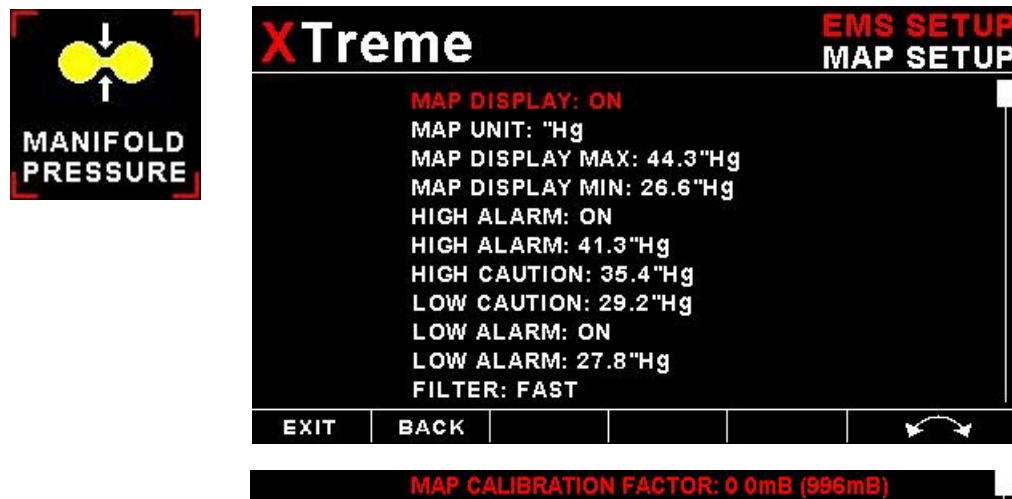 MANIFOLD
PRESSURE
XTreme
EMS SETUP
MAP SETUP
MAP DISPLAY: ON
MAP UNIT: "Hg
MAP DISPLAY MAX: 44.3"Hg
MAP DISPLAY MIN: 26.6"Hg
HIGH ALARM: ON
HIGH ALARM: 41.3"Hg
HIGH CAUTION: 35.4"Hg
LOW CAUTION: 29.2"Hg
LOW ALARM: ON
LOW ALARM: 27.8"Hg
FILTER: FAST
EXIT BACK
MAP CALIBRATION FACTOR: 0 0mB (996mB)